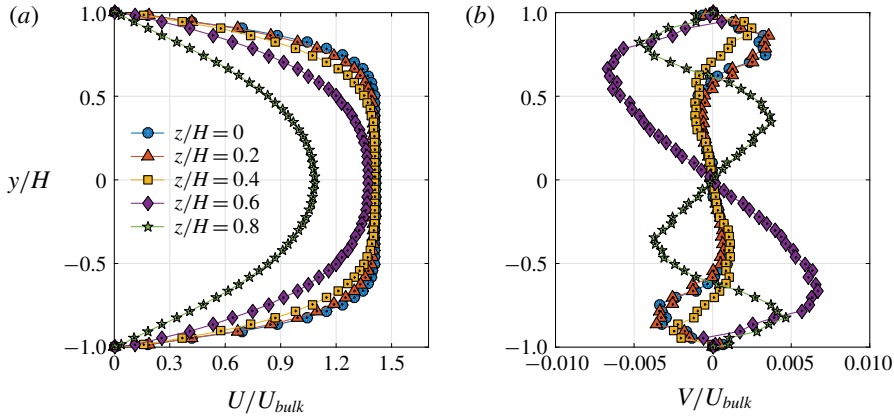 (a)
1.0
0.5
y/H
0
−0.5
−1.0
z/H = 0
z/H = 0.2
z/H = 0.4
z/H = 0.6
z/H = 0.8
0 0.3 0.6 0.9 1.2 1.5
U/U_bulk
(b)
1.0
0.5
0
−0.5
−1.0
−0.010 −0.005 0 0.005 0.010
V/U_bulk